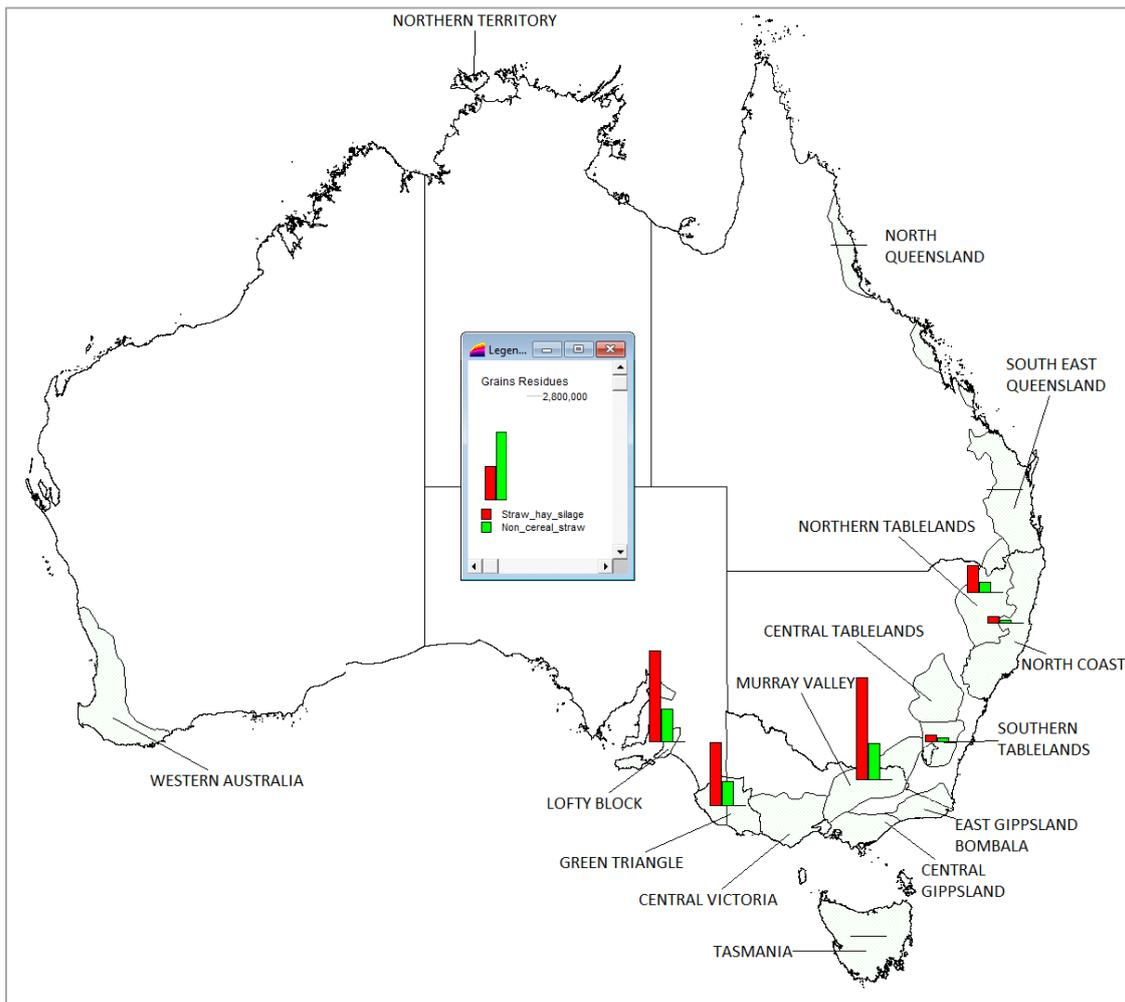 NORTHERN TERRITORY
NORTH
QUEENSLAND
Legen...
Grains Residues
2,800,000
Straw_hay_silage
Non_cereal_straw
SOUTH EAST
QUEENSLAND
NORTHERN TABLELANDS
CENTRAL TABLELANDS
NORTH COAST
MURRAY VALLEY
SOUTHERN
TABLELANDS
WESTERN AUSTRALIA
LOFTY BLOCK
EAST GIPPSLAND
BOMBALA
GREEN TRIANGLE
CENTRAL
GIPPSLAND
CENTRAL VICTORIA
TASMANIA